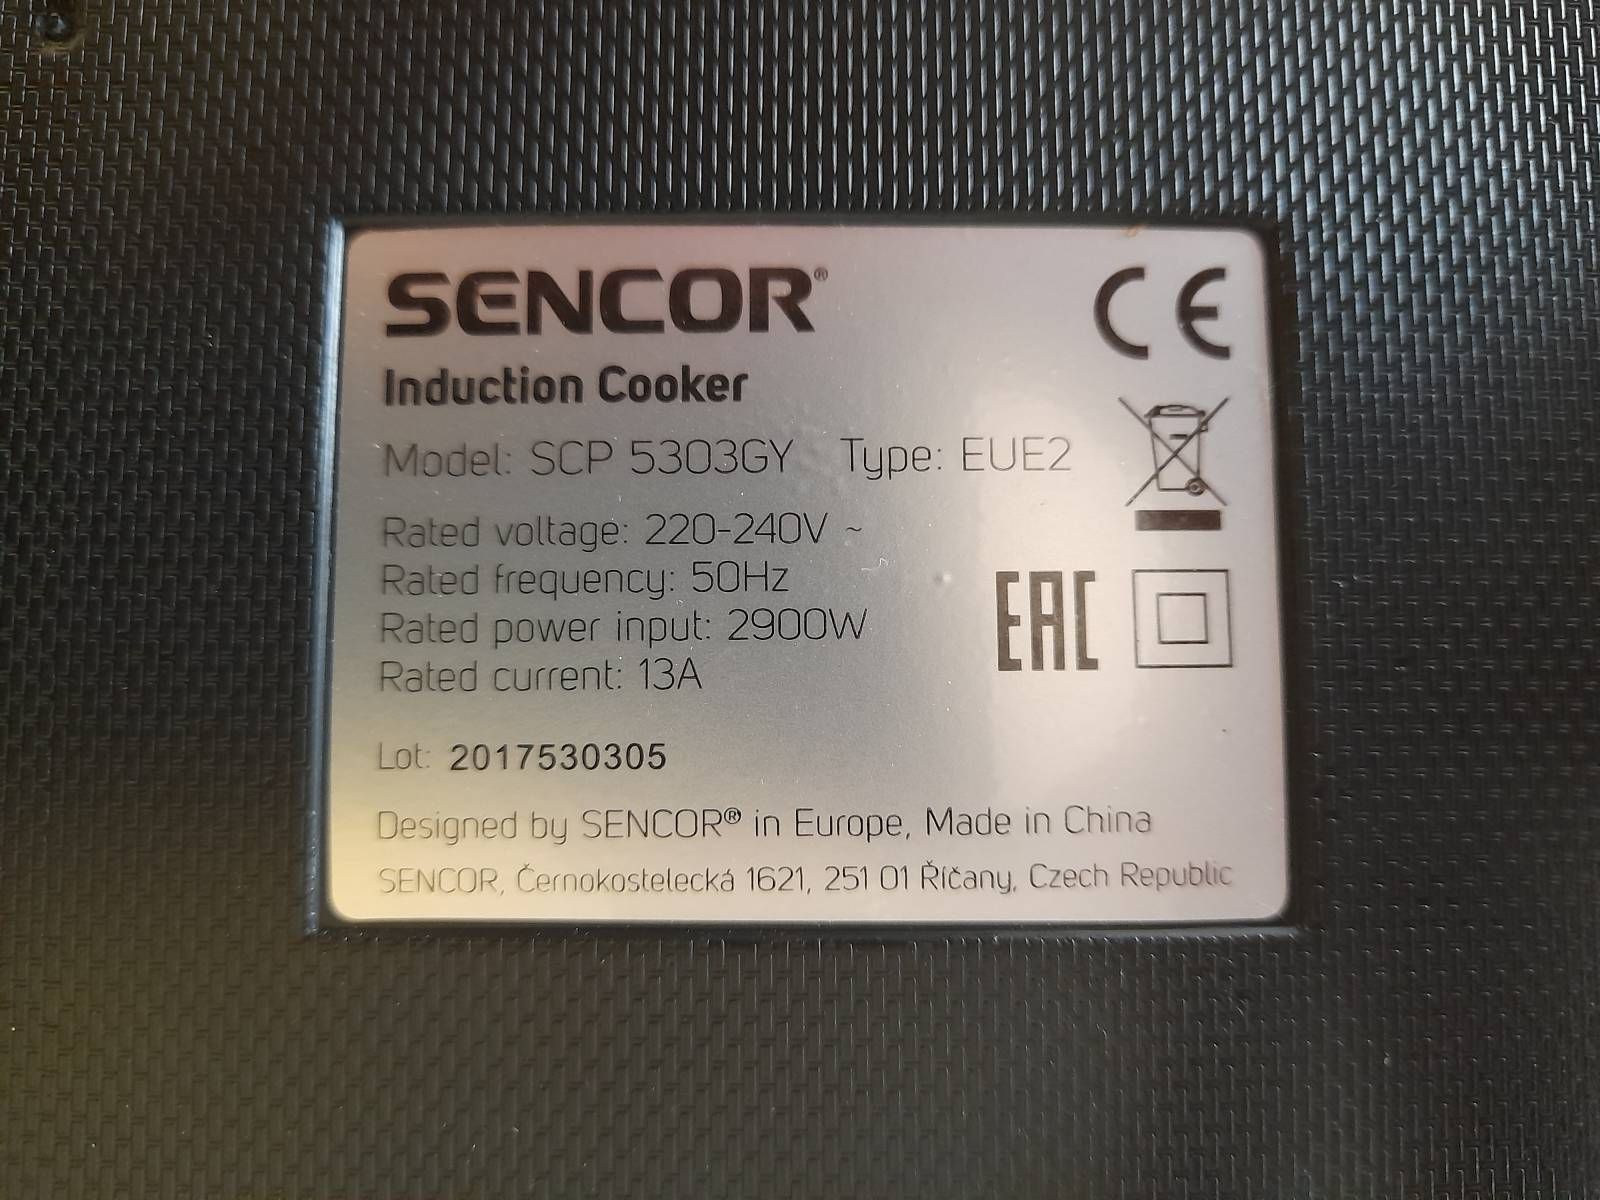 SENCOR®
Induction Cooker
Model: SCP 5303GY Type: EUE2
Rated voltage: 220-240V ~
Rated frequency: 50Hz
Rated power input: 2900W
Rated current: 13A
Lot: 2017530305
Designed by SENCOR® in Europe, Made in China
SENCOR, Černokostelecká 1621, 251 01 Říčany, Czech Republic
CE
EAC